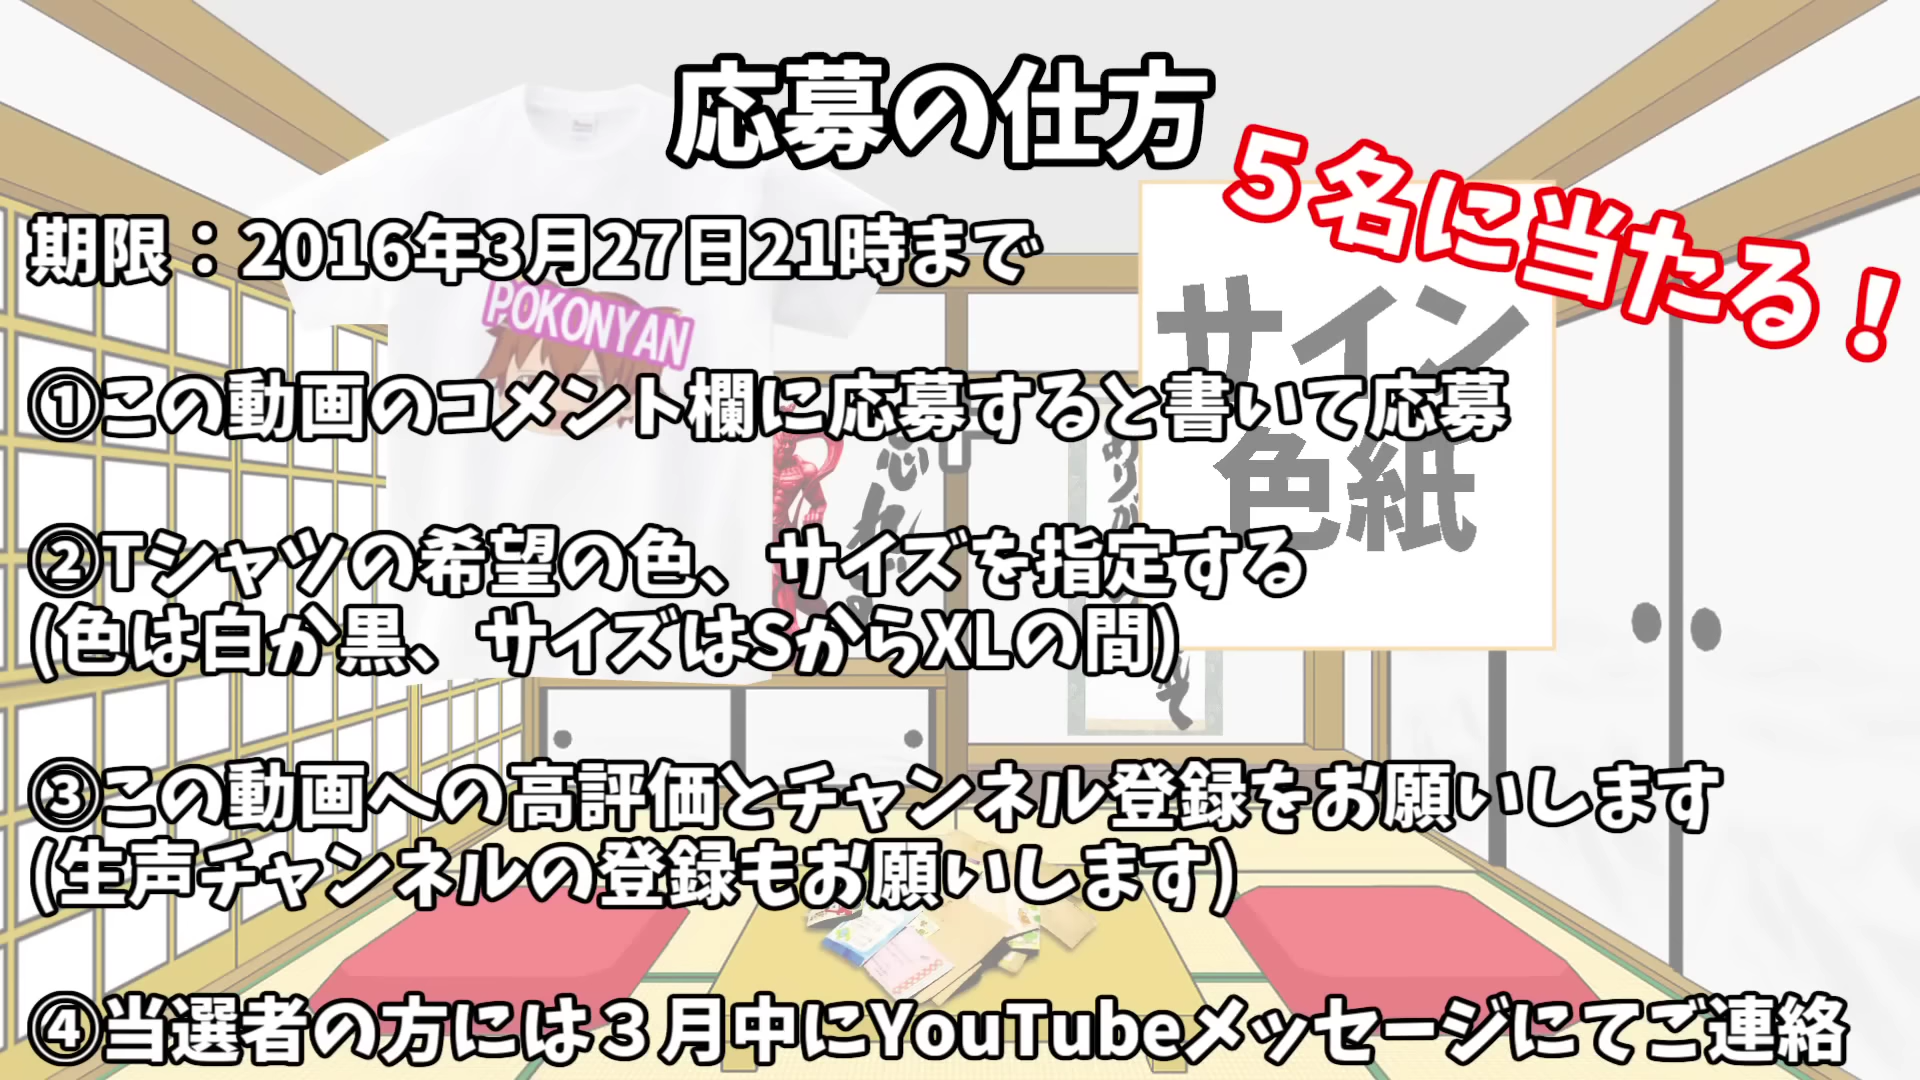 応募の仕方
5名に当たる！
期限：2016年3月27日21時まで
POKONYAN
サイン
色紙
①この動画のコメント欄に応募すると書いて応募
②Tシャツの希望の色、サイズを指定する
(色は白か黒、サイズはSからXLの間)
③この動画への高評価とチャンネル登録をお願いします
(生声チャンネルの登録もお願いします)
④当選者の方には３月中にYouTubeメッセージにてご連絡